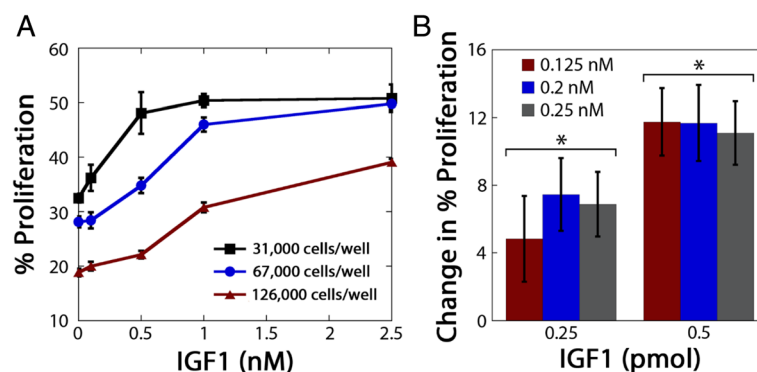 A
60
50
40
30
20
10
% Proliferation
31,000 cells/well
67,000 cells/well
126,000 cells/well
0
0.5
1
2
2.5
IGF1 (nM)
B
16
12
8
4
0
Change in % Proliferation
0.125 nM
0.2 nM
0.25 nM
*
*
0.25
0.5
IGF1 (pmol)